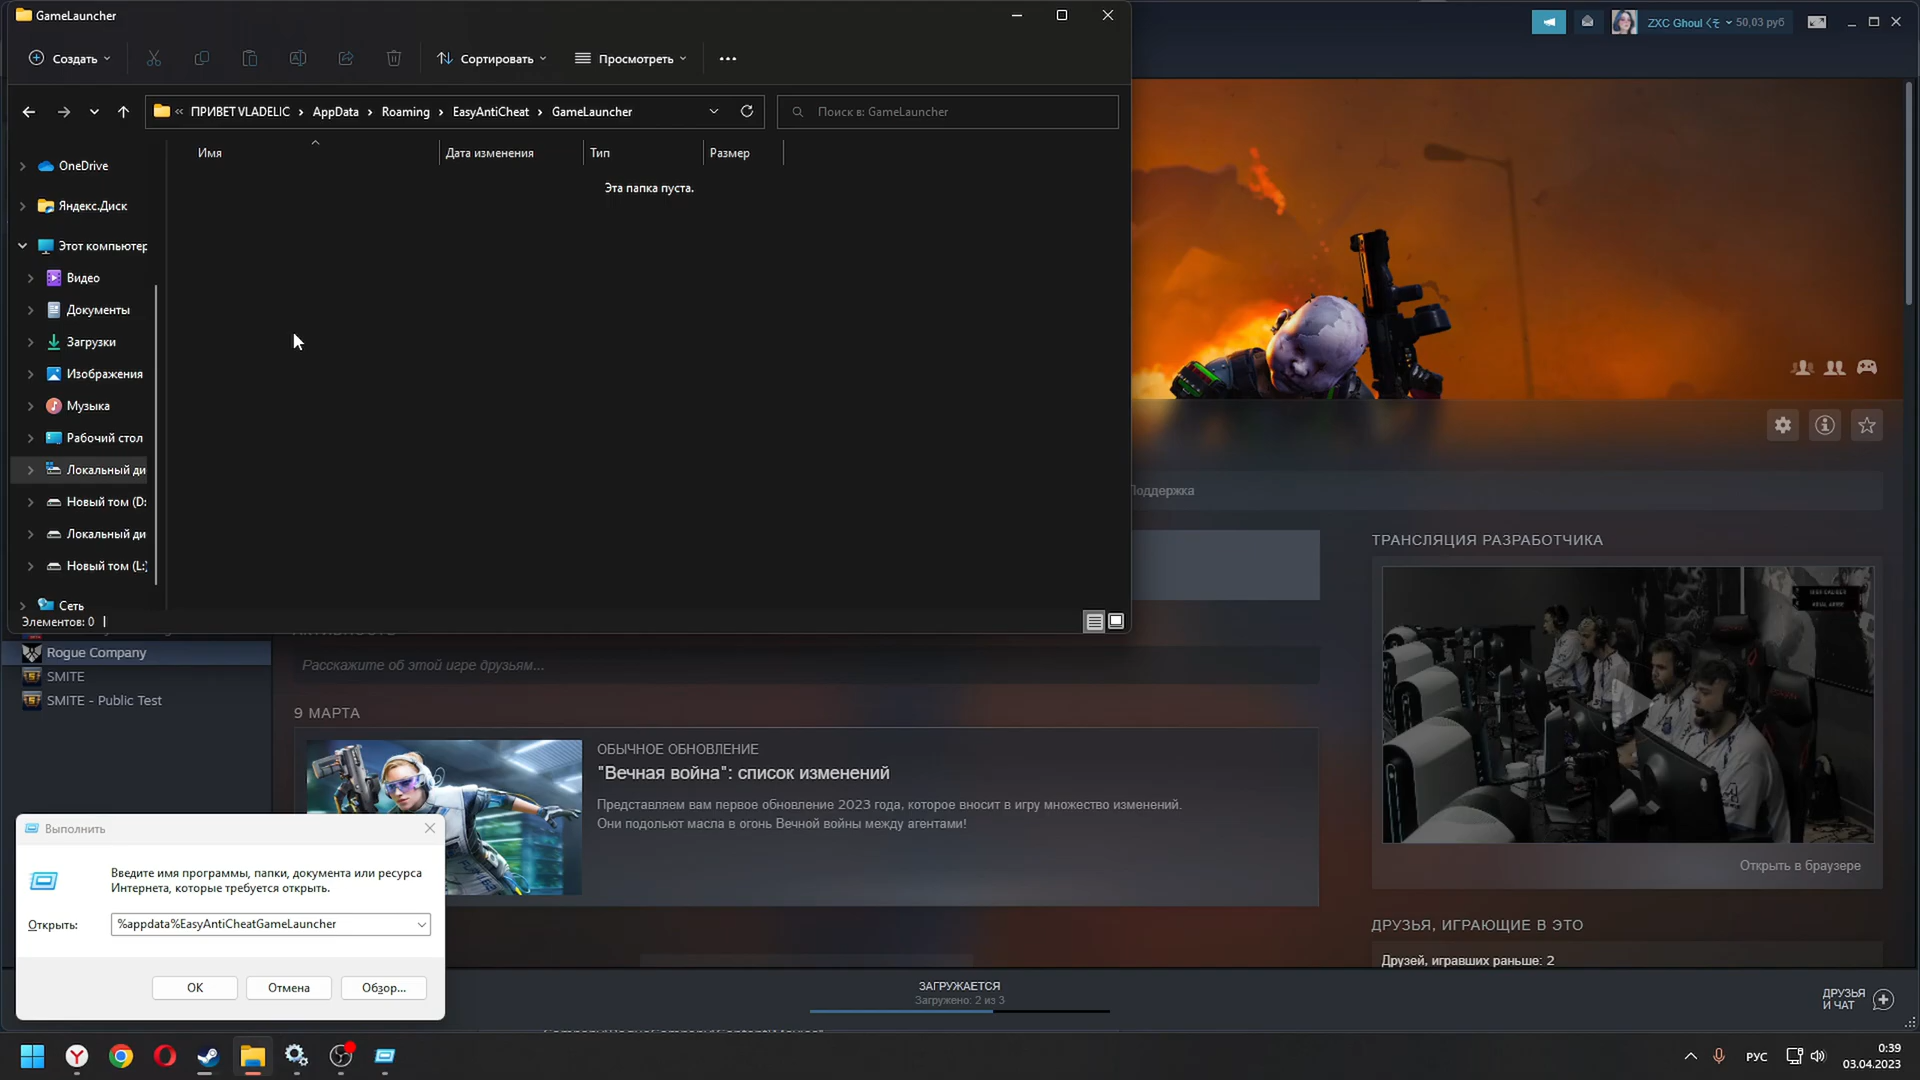 GameLauncher
Создать
Сортировать
Просмотреть
ПРИВЕТ VLADELIC
AppData
Roaming
EasyAntiCheat
GameLauncher
Поиск в: GameLauncher
Имя
Дата изменения
Тип
Размер
Эта папка пуста.
OneDrive
Яндекс.Диск
Этот компьютер
Видео
Документы
Загрузки
Изображения
Музыка
Рабочий стол
Локальный ди
Новый том (D:
Локальный ди
Новый том (L:)
Сеть
Элементов: 0
ZXC Ghoul くモ
50,03 руб
Поддержка
ТРАНСЛЯЦИЯ РАЗРАБОТЧИКА
Открыть в браузере
ДРУЗЬЯ, ИГРАЮЩИЕ В ЭТО
Друзей, игравших раньше: 2
Rogue Company
SMITE
SMITE - Public Test
Расскажите об этой игре друзьям...
9 МАРТА
ОБЫЧНОЕ ОБНОВЛЕНИЕ
"Вечная война": список изменений
Представляем вам первое обновление 2023 года, которое вносит в игру множество изменений.
Они подольют масла в огонь Вечной войны между агентами!
Выполнить
Введите имя программы, папки, документа или ресурса
Интернета, которые требуется открыть.
Открыть:
%appdata%EasyAntiCheatGameLauncher
ОК
Отмена
Обзор...
ЗАГРУЖАЕТСЯ
Загружено: 2 из 3
ДРУЗЬЯ
И ЧАТ
РУС
0:39
03.04.2023